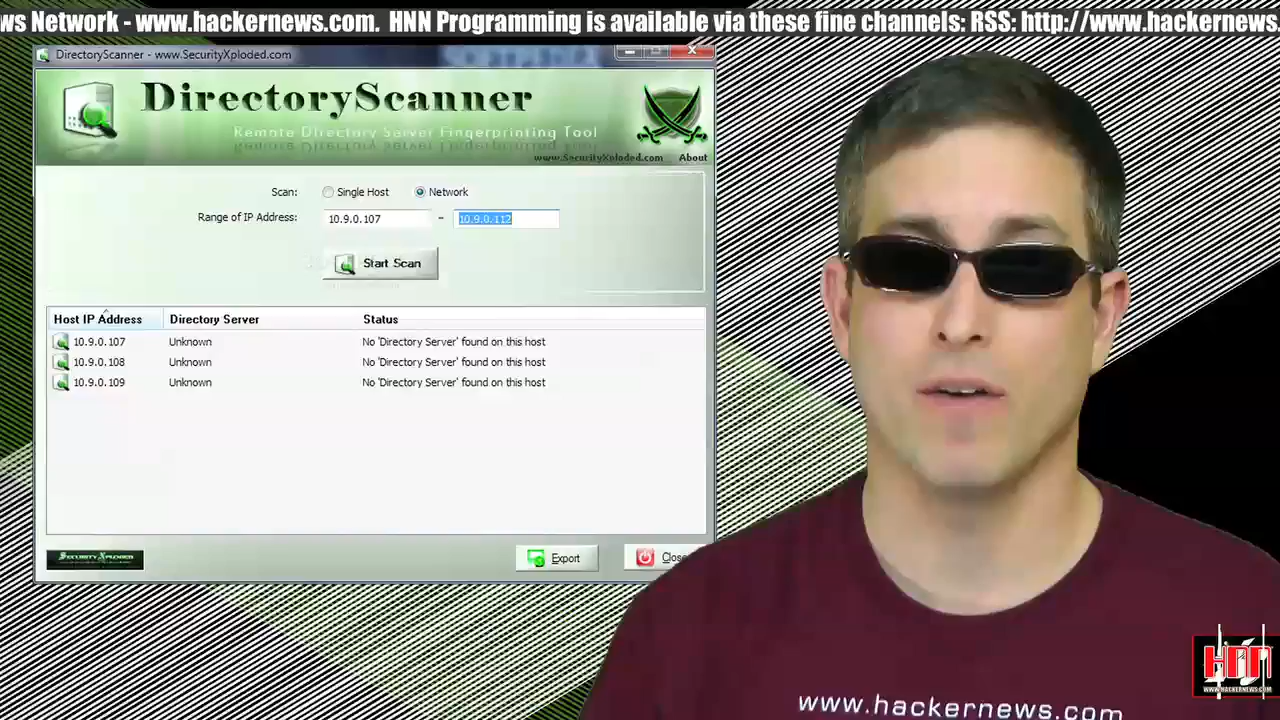 ws Network - www.hackernews.com. HNN Programming is available via these fine channels: RSS: http://www.hackernews.
DirectoryScanner - www.SecurityXploded.com
DirectoryScanner
Remote Directory Server Fingerprinting Tool
www.SecurityXploded.com About
Scan: Single Host Network
Range of IP Address: 10.9.0.107 - 10.9.0.112
Start Scan
Host IP Address Directory Server Status
10.9.0.107 Unknown No 'Directory Server' found on this host
10.9.0.108 Unknown No 'Directory Server' found on this host
10.9.0.109 Unknown No 'Directory Server' found on this host
SecurityXploded
Export Close
HNN
www.hackernews.com
www.hackernews.com